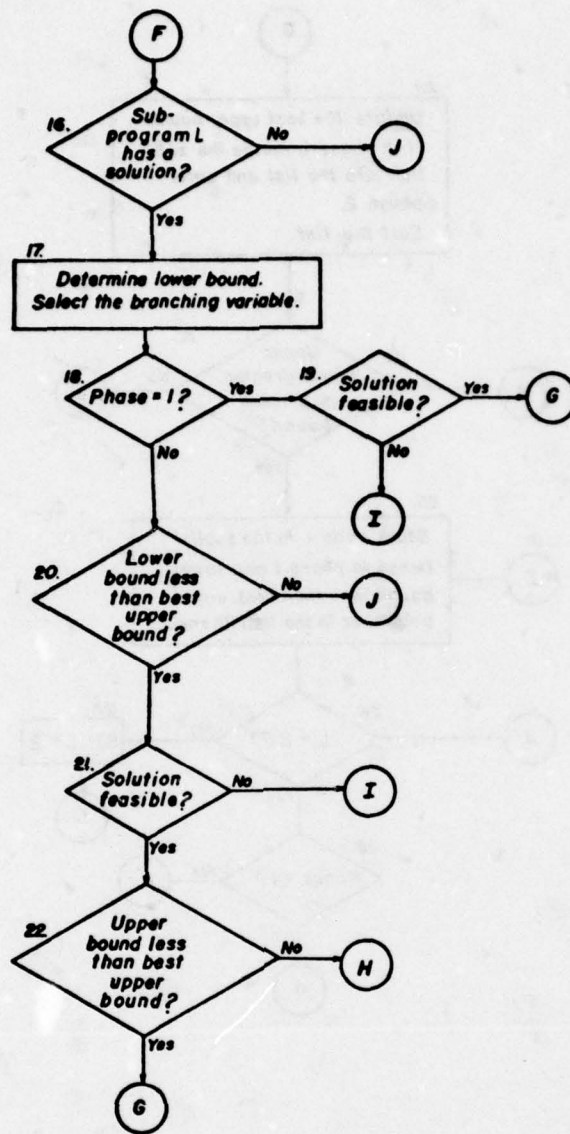 F
16.
Sub-
program L
has a
solution?
No
J
Yes
17.
Determine lower bound.
Select the branching variable.
18.
Phase = 1?
Yes
19.
Solution
feasible?
Yes
G
No
No
I
20.
Lower
bound less
than best
upper
bound?
No
J
Yes
21.
Solution
feasible?
No
I
Yes
22.
Upper
bound less
than best
upper
bound?
No
H
Yes
G